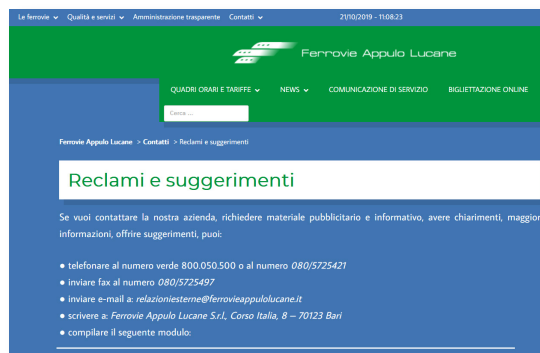 Le ferrovie Qualità e servizi Amministrazione trasparente Contatti 21/10/2019 - 11:08:23
Ferrovie Appulo Lucane
QUADRI ORARI E TARIFFE NEWS COMUNICAZIONE DI SERVIZIO BIGLIETTAZIONE ONLINE
Cerca ...
Ferrovie Appulo Lucane > Contatti > Reclami e suggerimenti
Reclami e suggerimenti
Se vuoi contattare la nostra azienda, richiedere materiale pubblicitario e informativo, avere chiarimenti, maggior
informazioni, offrire suggerimenti, puoi:
● telefonare al numero verde 800.050.500 o al numero 080/5725421
● inviare fax al numero 080/5725497
● inviare e-mail a: relazioniesterne@ferrovieappulolucane.it
● scrivere a: Ferrovie Appulo Lucane S.r.l., Corso Italia, 8 – 70123 Bari
● compilare il seguente modulo: